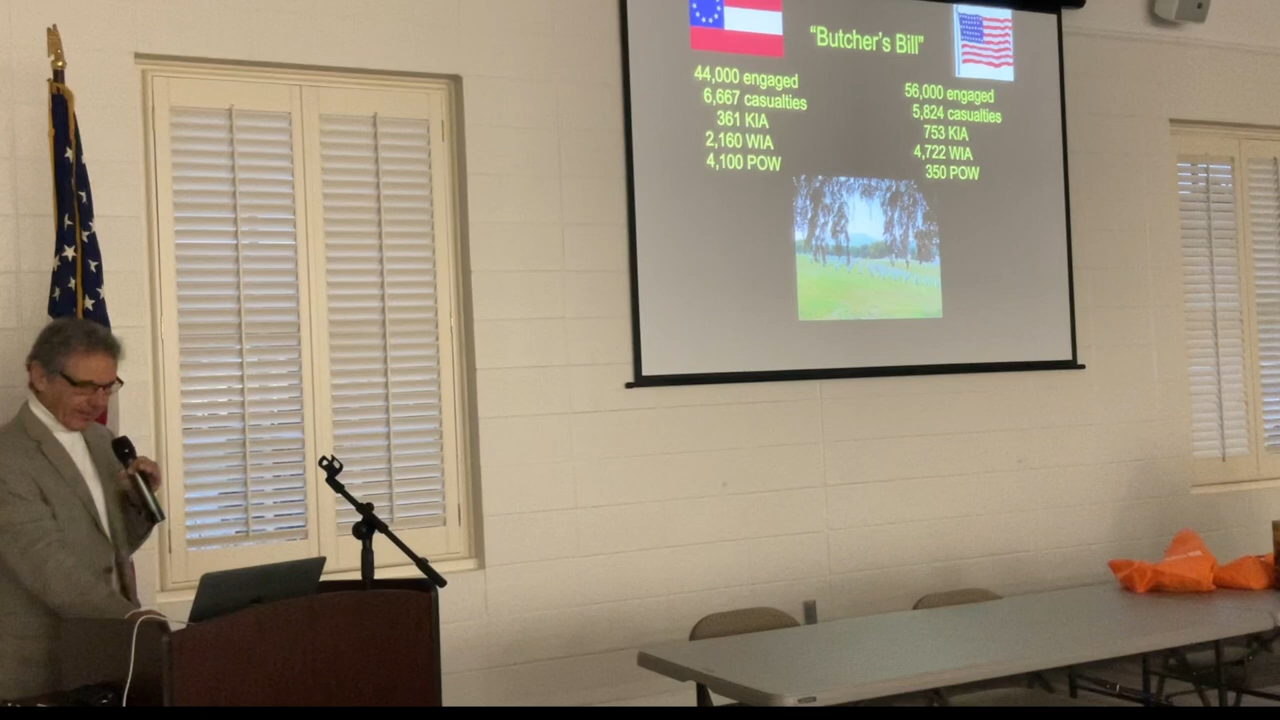 “Butcher’s Bill”
44,000 engaged
6,667 casualties
361 KIA
2,160 WIA
4,100 POW
56,000 engaged
5,824 casualties
753 KIA
4,722 WIA
350 POW